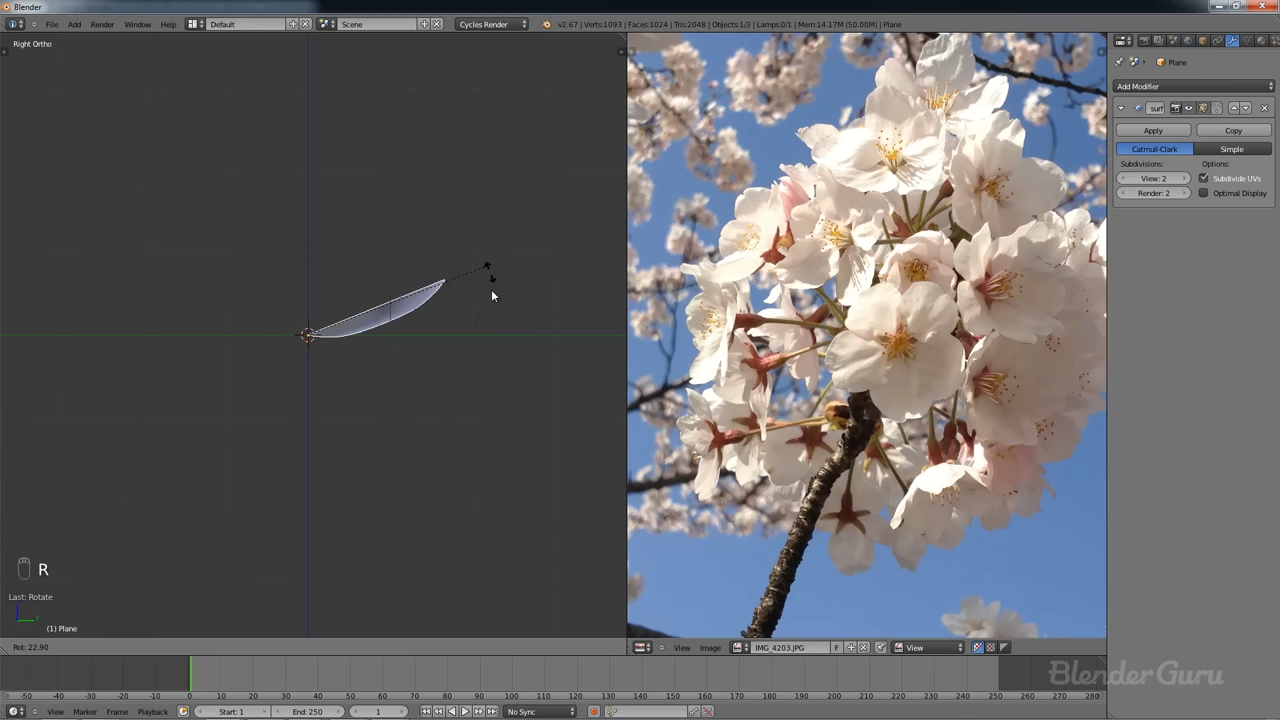 Blender
File Add Render Window Help Default Scene Cycles Render v2.67 | Verts:1093 | Faces:1024 | Tris:2048 | Objects:1/3 | Lamps:0/1 | Mem:14.17M (50.00M) | Plane
Right Ortho
Plane
Add Modifier
surf
Apply Copy
Catmull-Clark Simple
Subdivisions: Options:
View: 2 Subdivide UVs
Render: 2 Optimal Display
R
Last: Rotate
(1) Plane
Rot: 22.90
View Image IMG_4203.JPG F View
BlenderGuru
-50 -40 -30 -20 -10 0 10 20 30 40 50 60 70 80 90 100 110 120 130 140 150 160 170 180 190 200 210 220 230 240 250 260 270 280
View Marker Frame Playback Start: 1 End: 250 1 No Sync